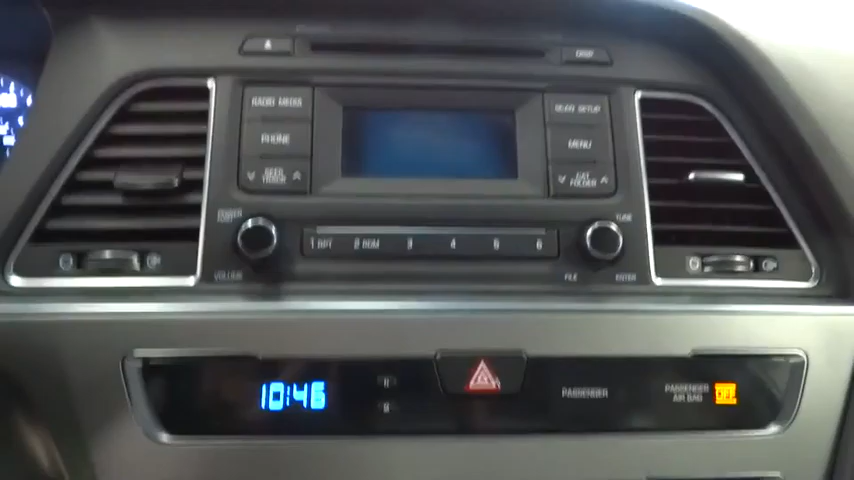 DISP
RADIO MEDIA
CAR SETUP
PHONE
MENU
SEEK
TRACK
CAT
FOLDER
POWER
PUSH
TUNE
1 RPT 2 RDM 3 4 5 6
VOLUME
FILE
ENTER
10:46
H
M
PASSENGER
PASSENGER
AIR BAG
OFF